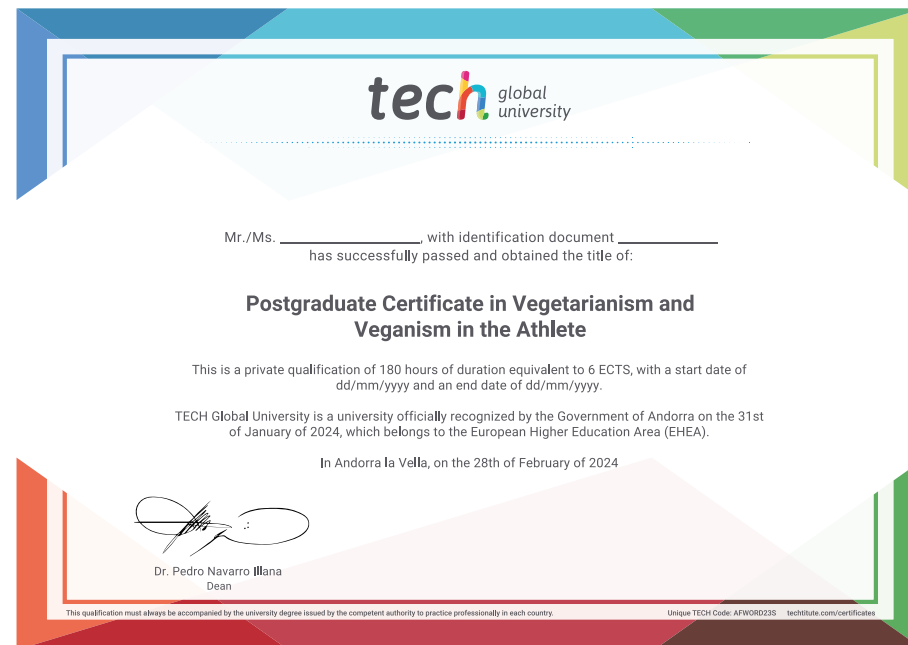 tech global university
Mr./Ms. ____________________, with identification document ______________
has successfully passed and obtained the title of:
Postgraduate Certificate in Vegetarianism and
Veganism in the Athlete
This is a private qualification of 180 hours of duration equivalent to 6 ECTS, with a start date of
dd/mm/yyyy and an end date of dd/mm/yyyy.
TECH Global University is a university officially recognized by the Government of Andorra on the 31st
of January of 2024, which belongs to the European Higher Education Area (EHEA).
In Andorra la Vella, on the 28th of February of 2024
Dr. Pedro Navarro Illana
Dean
This qualification must always be accompanied by the university degree issued by the competent authority to practice professionally in each country. Unique TECH Code: AFWORD23S techtitute.com/certificates